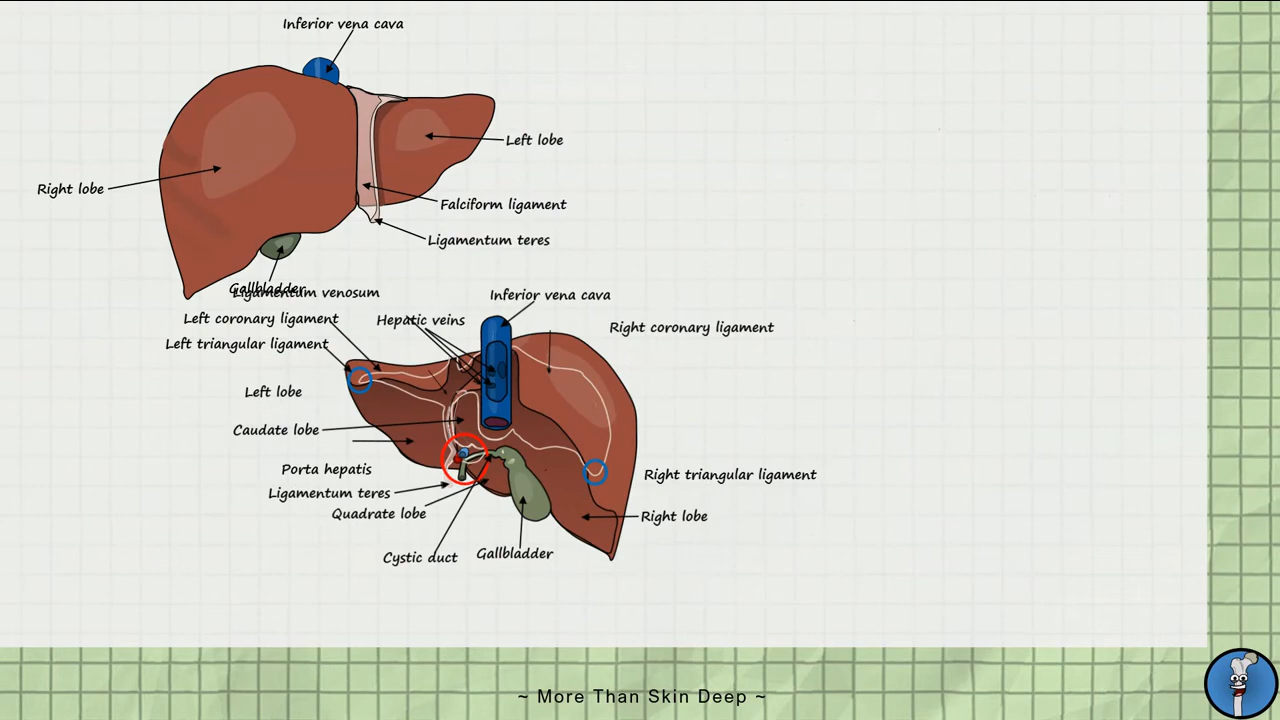 Inferior vena cava
Left lobe
Right lobe
Falciform ligament
Ligamentum teres
Gallbladder
Ligamentum venosum
Inferior vena cava
Left coronary ligament
Hepatic veins
Right coronary ligament
Left triangular ligament
Left lobe
Caudate lobe
Porta hepatis
Right triangular ligament
Ligamentum teres
Quadrate lobe
Right lobe
Cystic duct
Gallbladder
~ More Than Skin Deep ~